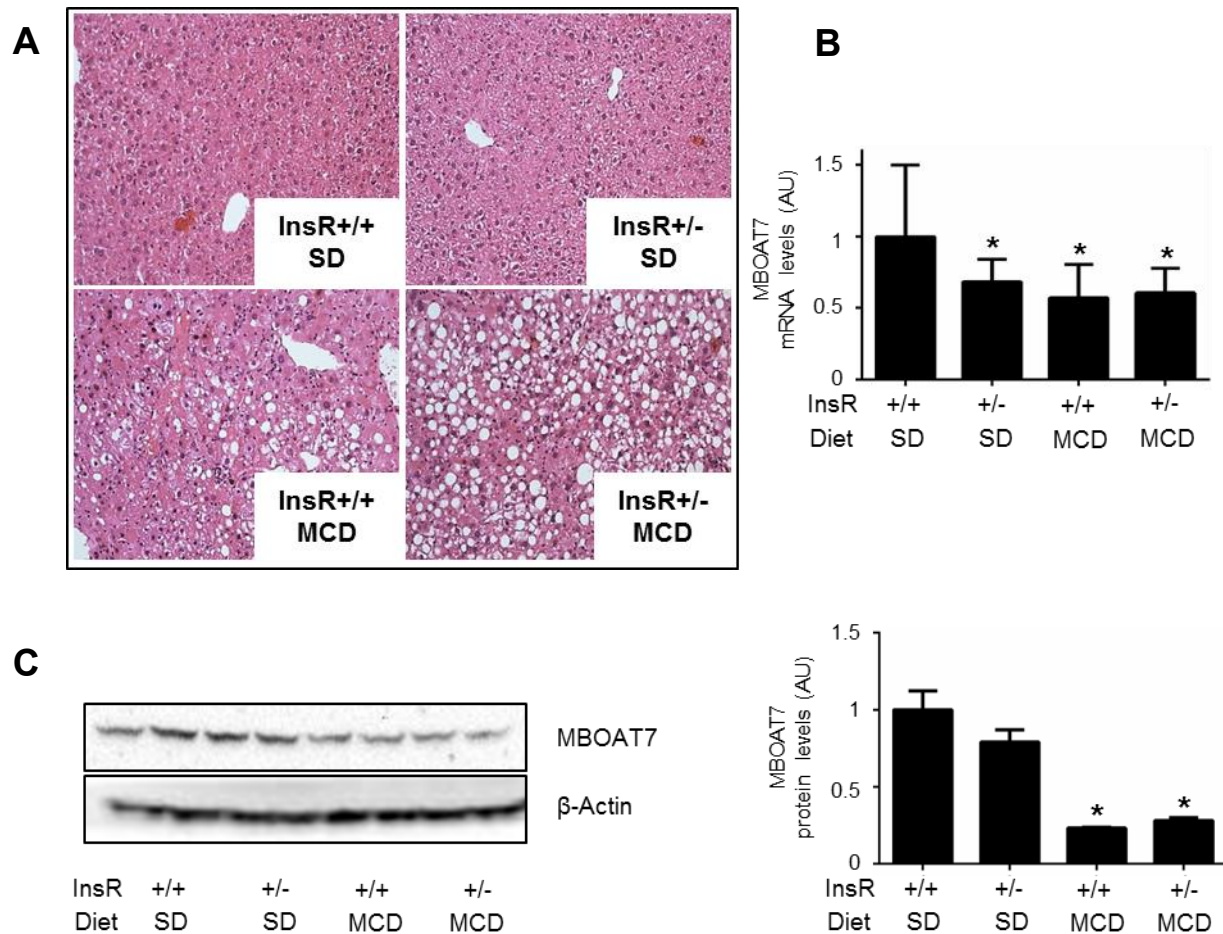 A
InsR+/+
SD
InsR+/-
SD
InsR+/+
MCD
InsR+/-
MCD
B
MBOAT7
mRNA levels (AU)
1.5
1
0.5
0
InsR +/+ +/- +/+ +/-
Diet SD SD MCD MCD
* * *
C
MBOAT7
β-Actin
InsR +/+ +/- +/+ +/-
Diet SD SD MCD MCD
MBOAT7
protein levels (AU)
1.5
1
0.5
0
* *
InsR +/+ +/- +/+ +/-
Diet SD SD MCD MCD